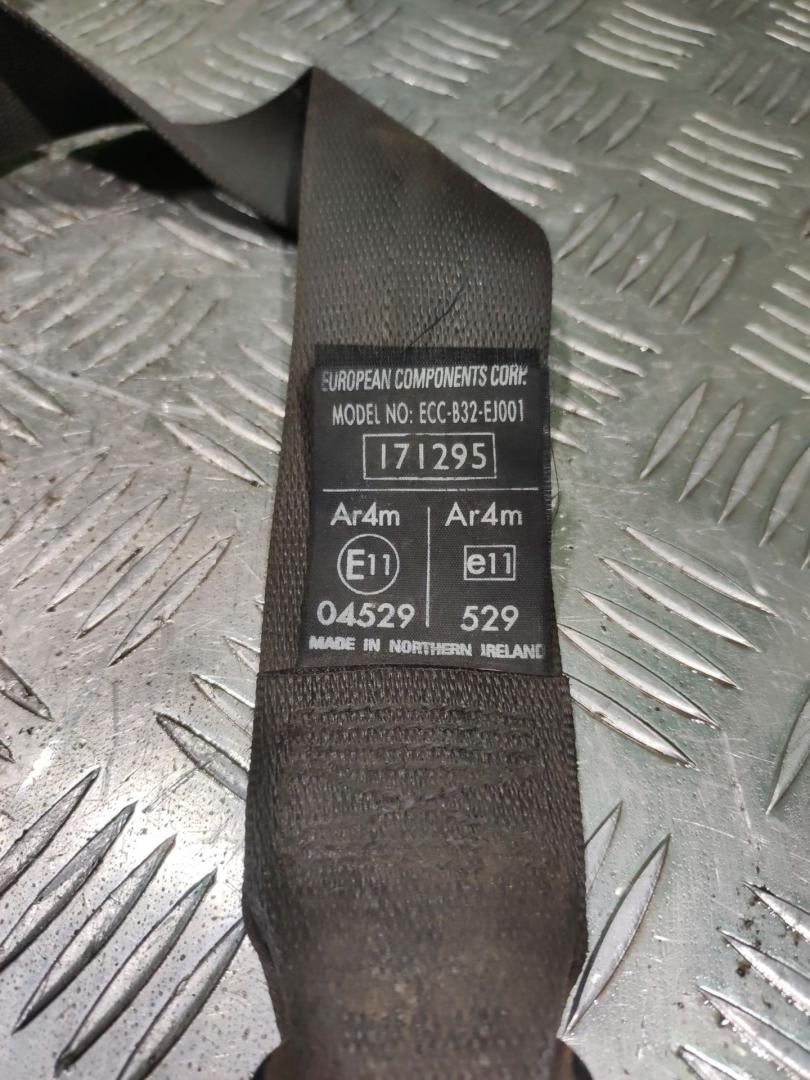 EUROPEAN COMPONENTS CORP.
MODEL NO: ECC-B32-EJ001
171295
Ar4m Ar4m
E11 e11
04529 529
MADE IN NORTHERN IRELAND